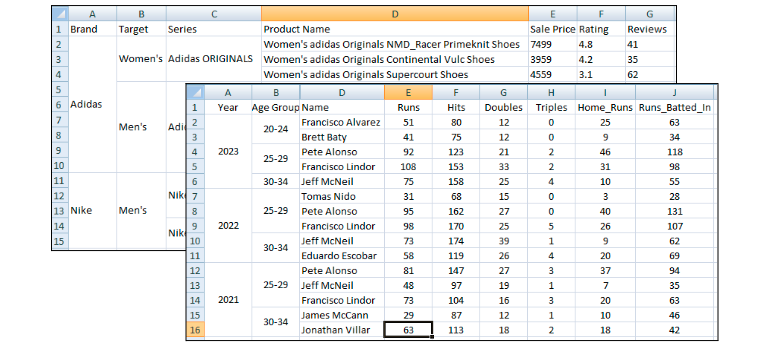 A B C D E F G
1 Brand Target Series Product Name Sale Price Rating Reviews
2 Women's adidas Originals NMD_Racer Primeknit Shoes 7499 4.8 41
3 Women's Adidas ORIGINALS Women's adidas Originals Continental Vulc Shoes 3959 4.2 35
4 Women's adidas Originals Supercourt Shoes 4559 3.1 62
5
6 Adidas
7
8 Men's Adi
9
10
11
12 Nik
13 Nike Men's
14 Nik
15
A B D E F G H I J
1 Year Age Group Name Runs Hits Doubles Triples Home_Runs Runs_Batted_In
2 20-24 Francisco Alvarez 51 80 12 0 25 63
3 Brett Baty 41 75 12 0 9 34
4 2023 25-29 Pete Alonso 92 123 21 2 46 118
5 Francisco Lindor 108 153 33 2 31 98
6 30-34 Jeff McNeil 75 158 25 4 10 55
7 Tomas Nido 31 68 15 0 3 28
8 25-29 Pete Alonso 95 162 27 0 40 131
9 2022 Francisco Lindor 98 170 25 5 26 107
10 30-34 Jeff McNeil 73 174 39 1 9 62
11 Eduardo Escobar 58 119 26 4 20 69
12 Pete Alonso 81 147 27 3 37 94
13 25-29 Jeff McNeil 48 97 19 1 7 35
14 2021 Francisco Lindor 73 104 16 3 20 63
15 30-34 James McCann 29 87 12 1 10 46
16 Jonathan Villar 63 113 18 2 18 42